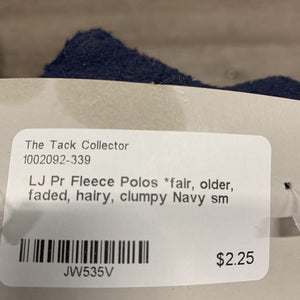 The Tack Collector
1002092-339
LJ Pr Fleece Polos *fair, older,
faded, hairy, clumpy Navy sm
$2.25
JW535V